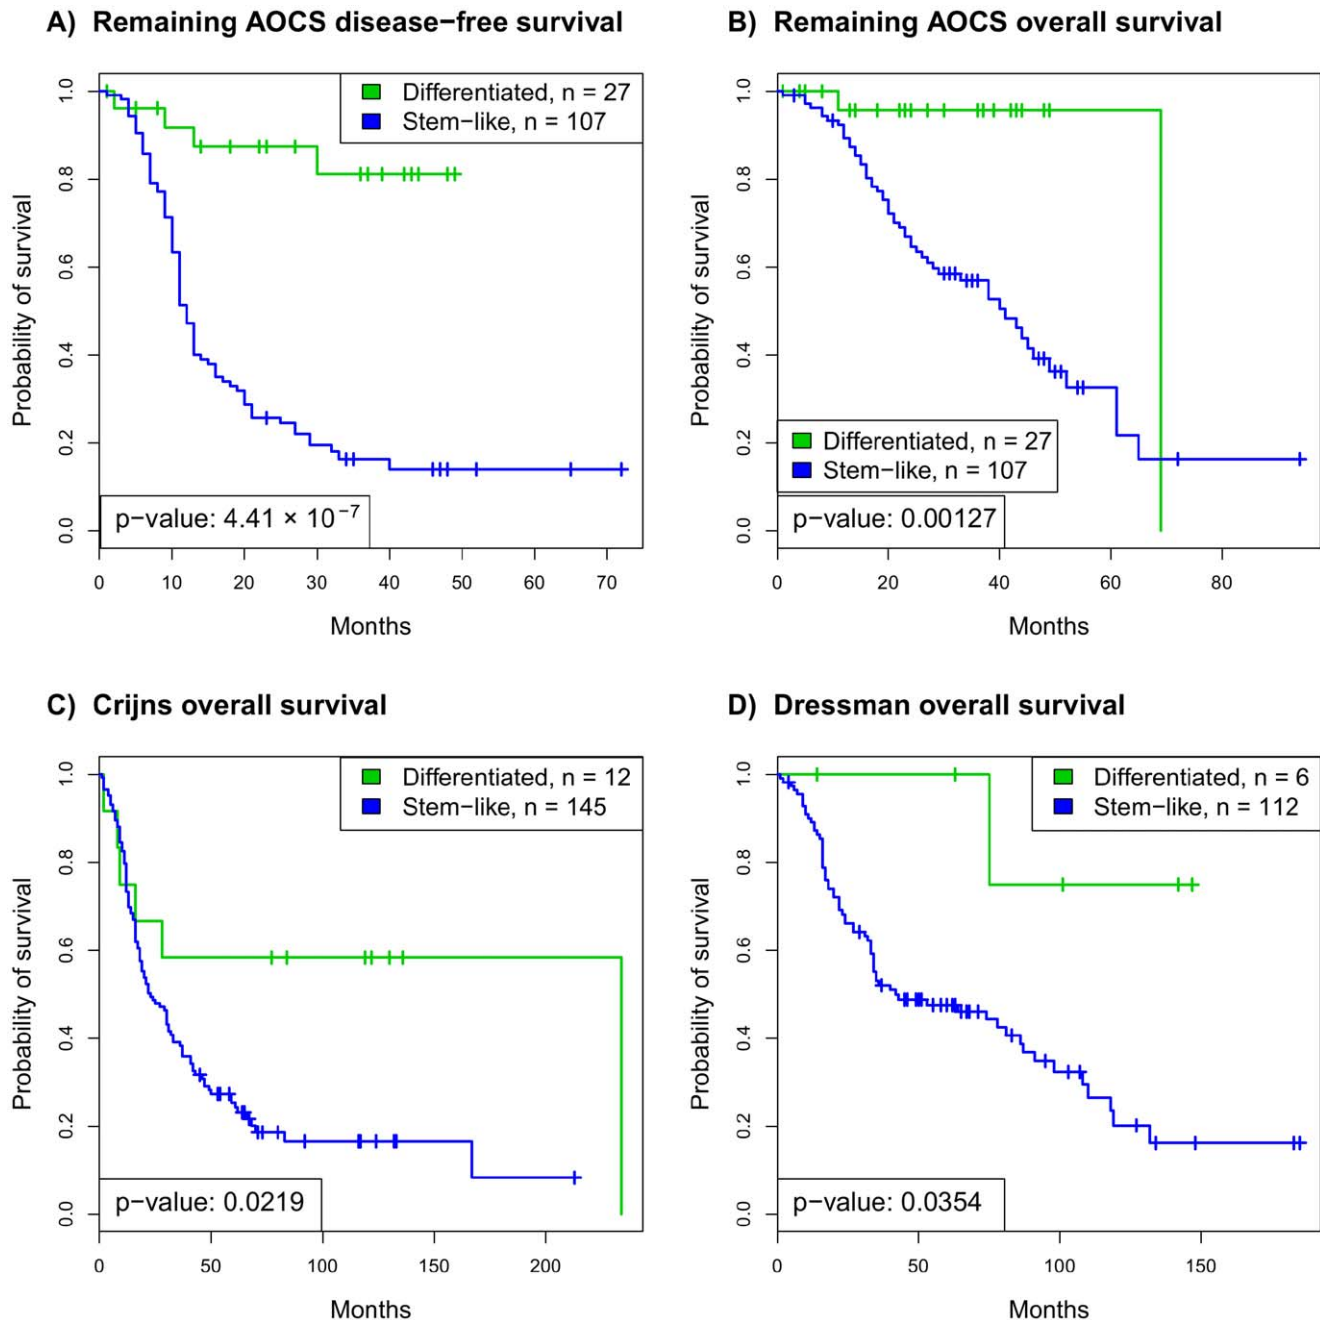 A) Remaining AOCS disease−free survival
Probability of survival
1.0
0.8
0.6
0.4
0.2
0.0
Differentiated, n = 27
Stem−like, n = 107
p−value: 4.41 × 10⁻⁷
0 10 20 30 40 50 60 70
Months
B) Remaining AOCS overall survival
Probability of survival
1.0
0.8
0.6
0.4
0.2
0.0
Differentiated, n = 27
Stem−like, n = 107
p−value: 0.00127
0 20 40 60 80
Months
C) Crijns overall survival
Probability of survival
1.0
0.8
0.6
0.4
0.2
0.0
Differentiated, n = 12
Stem−like, n = 145
p−value: 0.0219
0 50 100 150 200
Months
D) Dressman overall survival
Probability of survival
1.0
0.8
0.6
0.4
0.2
0.0
Differentiated, n = 6
Stem−like, n = 112
p−value: 0.0354
0 50 100 150
Months